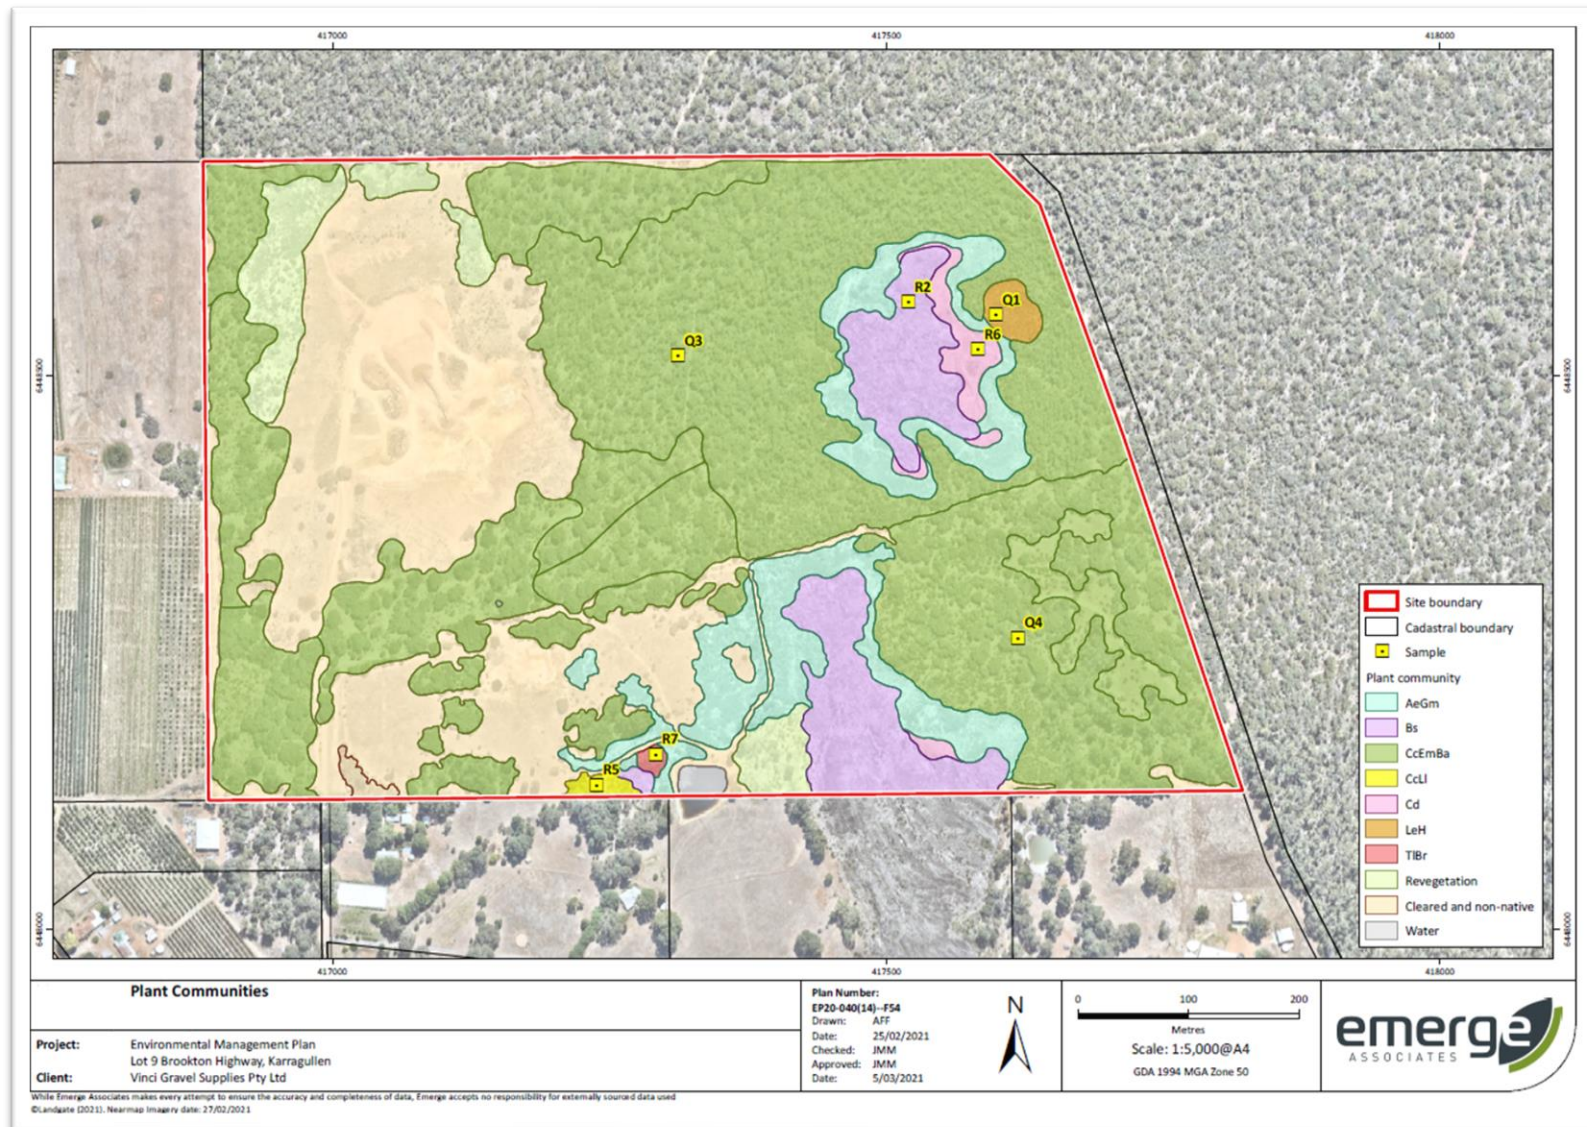 417000 417500 418000
R2
Q1
R6
Q3
6448500 6448500
Q4
R7
R5
Site boundary
Cadastral boundary
Sample
Plant community
AeGm
Bs
CcEmBa
CcLl
Cd
LeH
TlBr
Revegetation
Cleared and non-native
Water
6448000 6448000
417000 417500 418000
Plant Communities
Project: Environmental Management Plan
Lot 9 Brookton Highway, Karragullen
Client: Vinci Gravel Supplies Pty Ltd
Plan Number:
EP20-040(14)--F54
Drawn: AFF
Date: 25/02/2021
Checked: JMM
Approved: JMM
Date: 5/03/2021
N
0 100 200
Metres
Scale: 1:5,000@A4
GDA 1994 MGA Zone 50
emerge
ASSOCIATES
While Emerge Associates makes every attempt to ensure the accuracy and completeness of data, Emerge accepts no responsibility for externally sourced data used
©Landgate (2021). Nearmap Imagery date: 27/02/2021